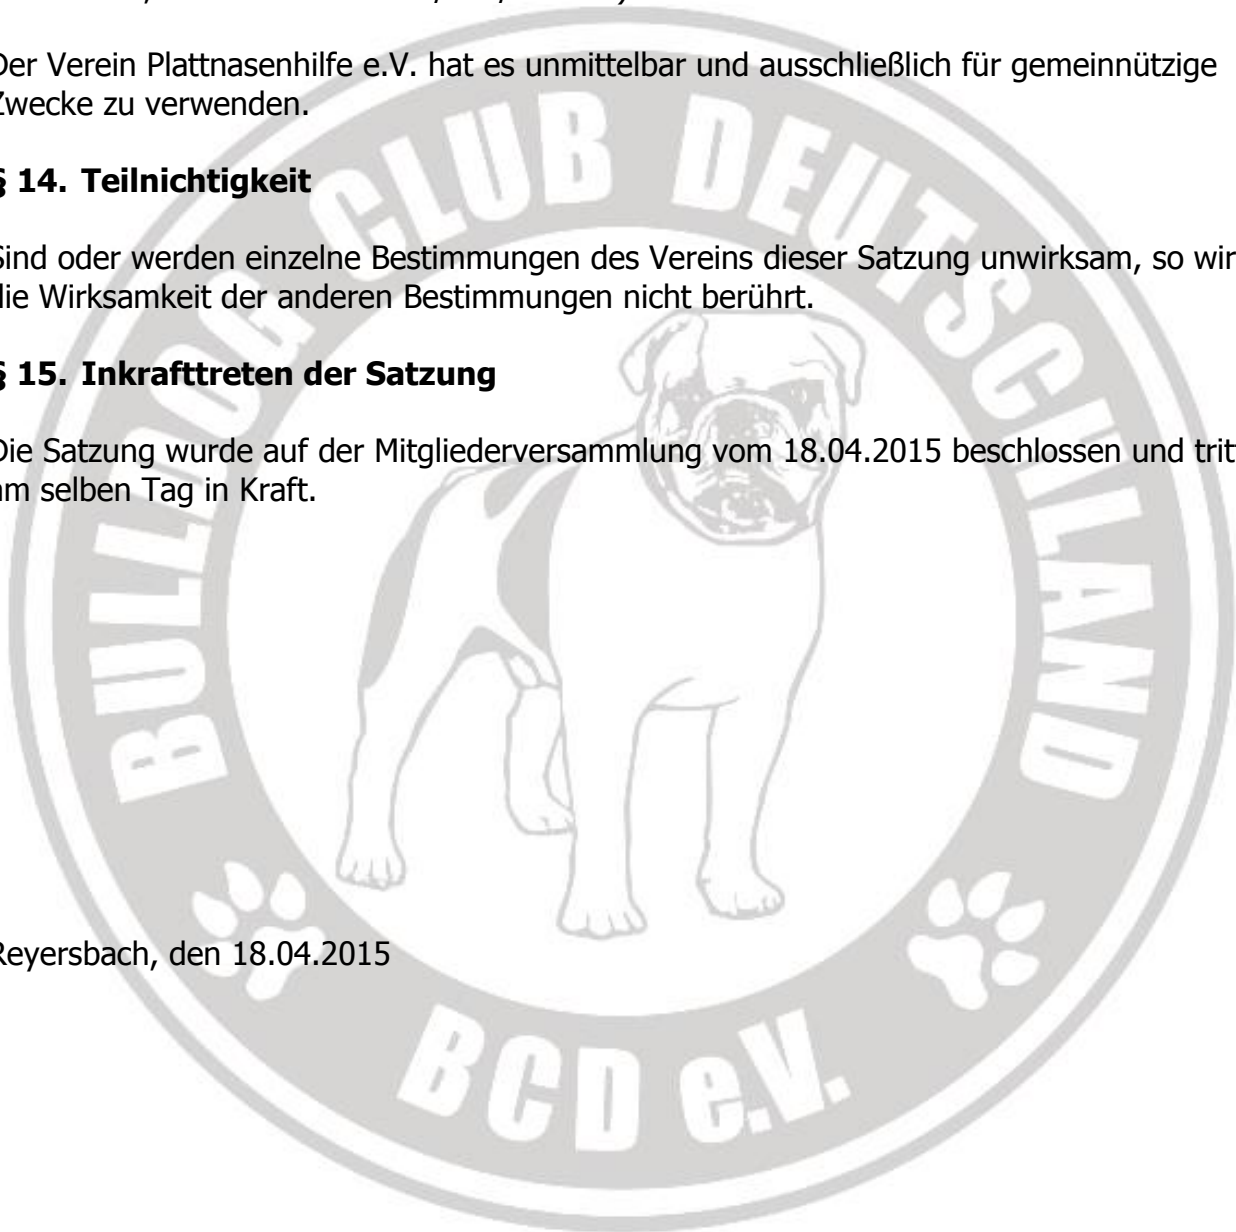 Der Verein Plattnasenhilfe e.V. hat es unmittelbar und ausschließlich für gemeinnützige
Zwecke zu verwenden.
§ 14. Teilnichtigkeit
Sind oder werden einzelne Bestimmungen des Vereins dieser Satzung unwirksam, so wir
die Wirksamkeit der anderen Bestimmungen nicht berührt.
§ 15. Inkrafttreten der Satzung
Die Satzung wurde auf der Mitgliederversammlung vom 18.04.2015 beschlossen und trit
am selben Tag in Kraft.
Reyersbach, den 18.04.2015
BULLDOG CLUB DEUTSCHLAND
BCD e.V.